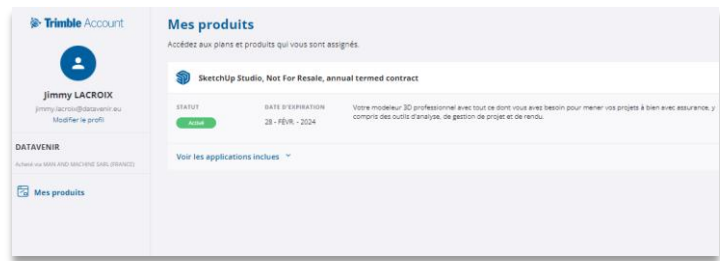 Trimble Account
Jimmy LACROIX
jimmy.lacroix@datavenir.eu
Modifier le profil
DATAVENIR
Acheté via MAN AND MACHINE SARL (FRANCE)
Mes produits
Mes produits
Accédez aux plans et produits qui vous sont assignés.
SketchUp Studio, Not For Resale, annual termed contract
STATUT
Activé
DATE D'EXPIRATION
28 - FÉVR. - 2024
Votre modeleur 3D professionnel avec tout ce dont vous avez besoin pour mener vos projets à bien avec assurance, y
compris des outils d'analyse, de gestion de projet et de rendu.
Voir les applications inclues